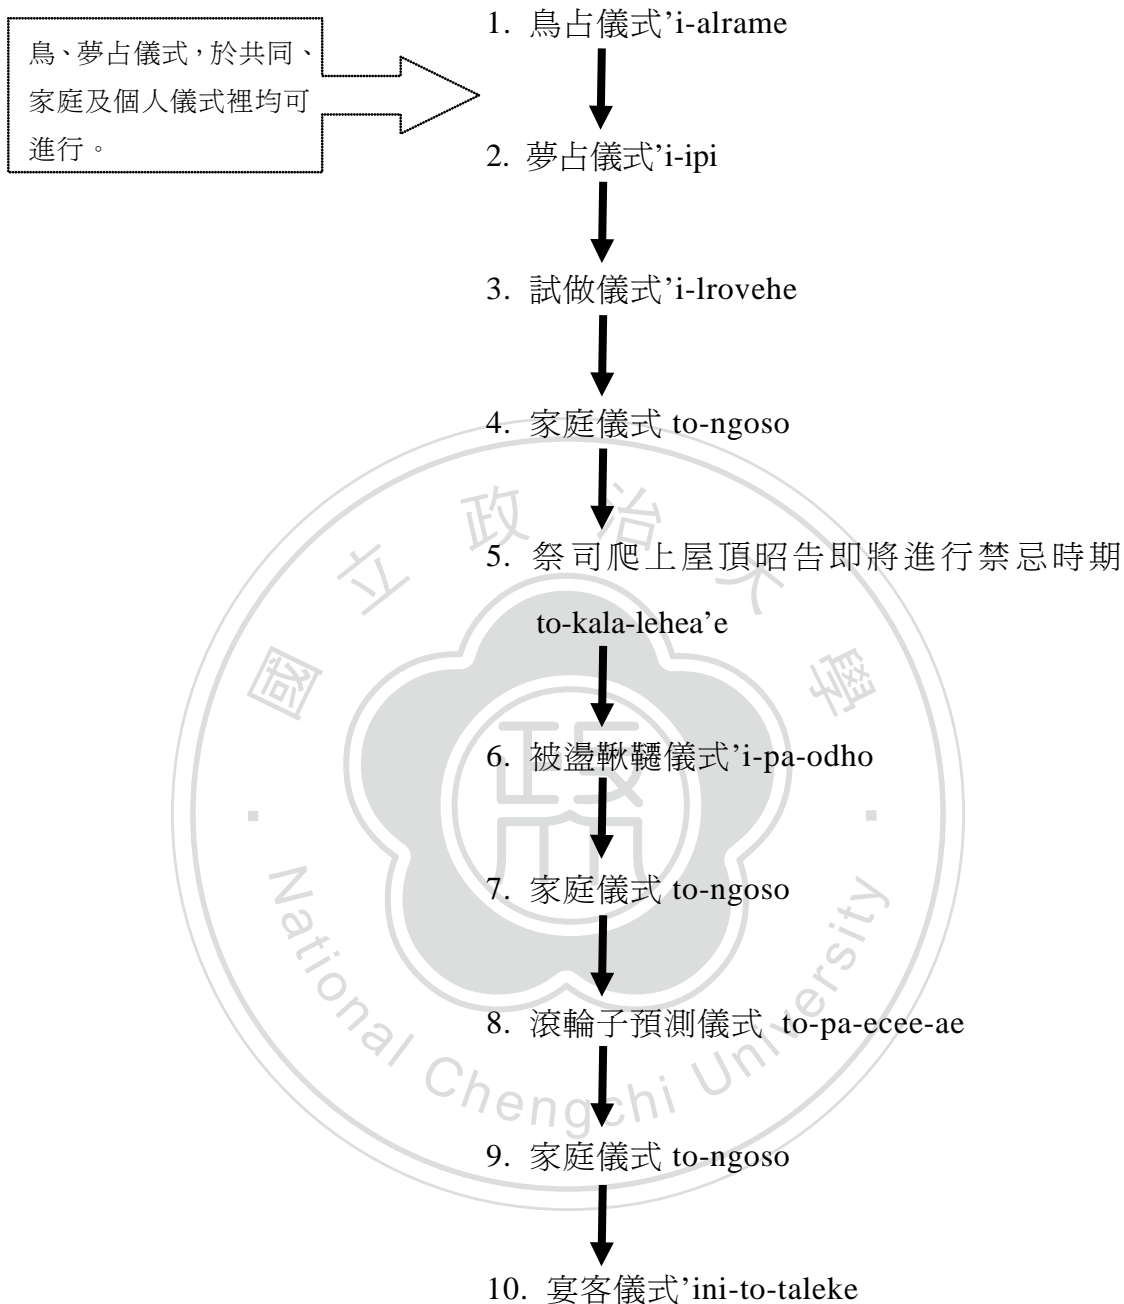 鳥、夢占儀式，於共同、
家庭及個人儀式裡均可
進行。
1. 鳥占儀式’i-alrame
2. 夢占儀式’i-ipi
3. 試做儀式’i-lrovehe
4. 家庭儀式 to-ngoso
5. 祭司爬上屋頂昭告即將進行禁忌時期
to-kala-lehea’e
6. 被盪鞦韆儀式’i-pa-odho
7. 家庭儀式 to-ngoso
8. 滾輪子預測儀式 to-pa-ecee-ae
9. 家庭儀式 to-ngoso
10. 宴客儀式’ini-to-taleke
國立政治大學
National Chengchi University